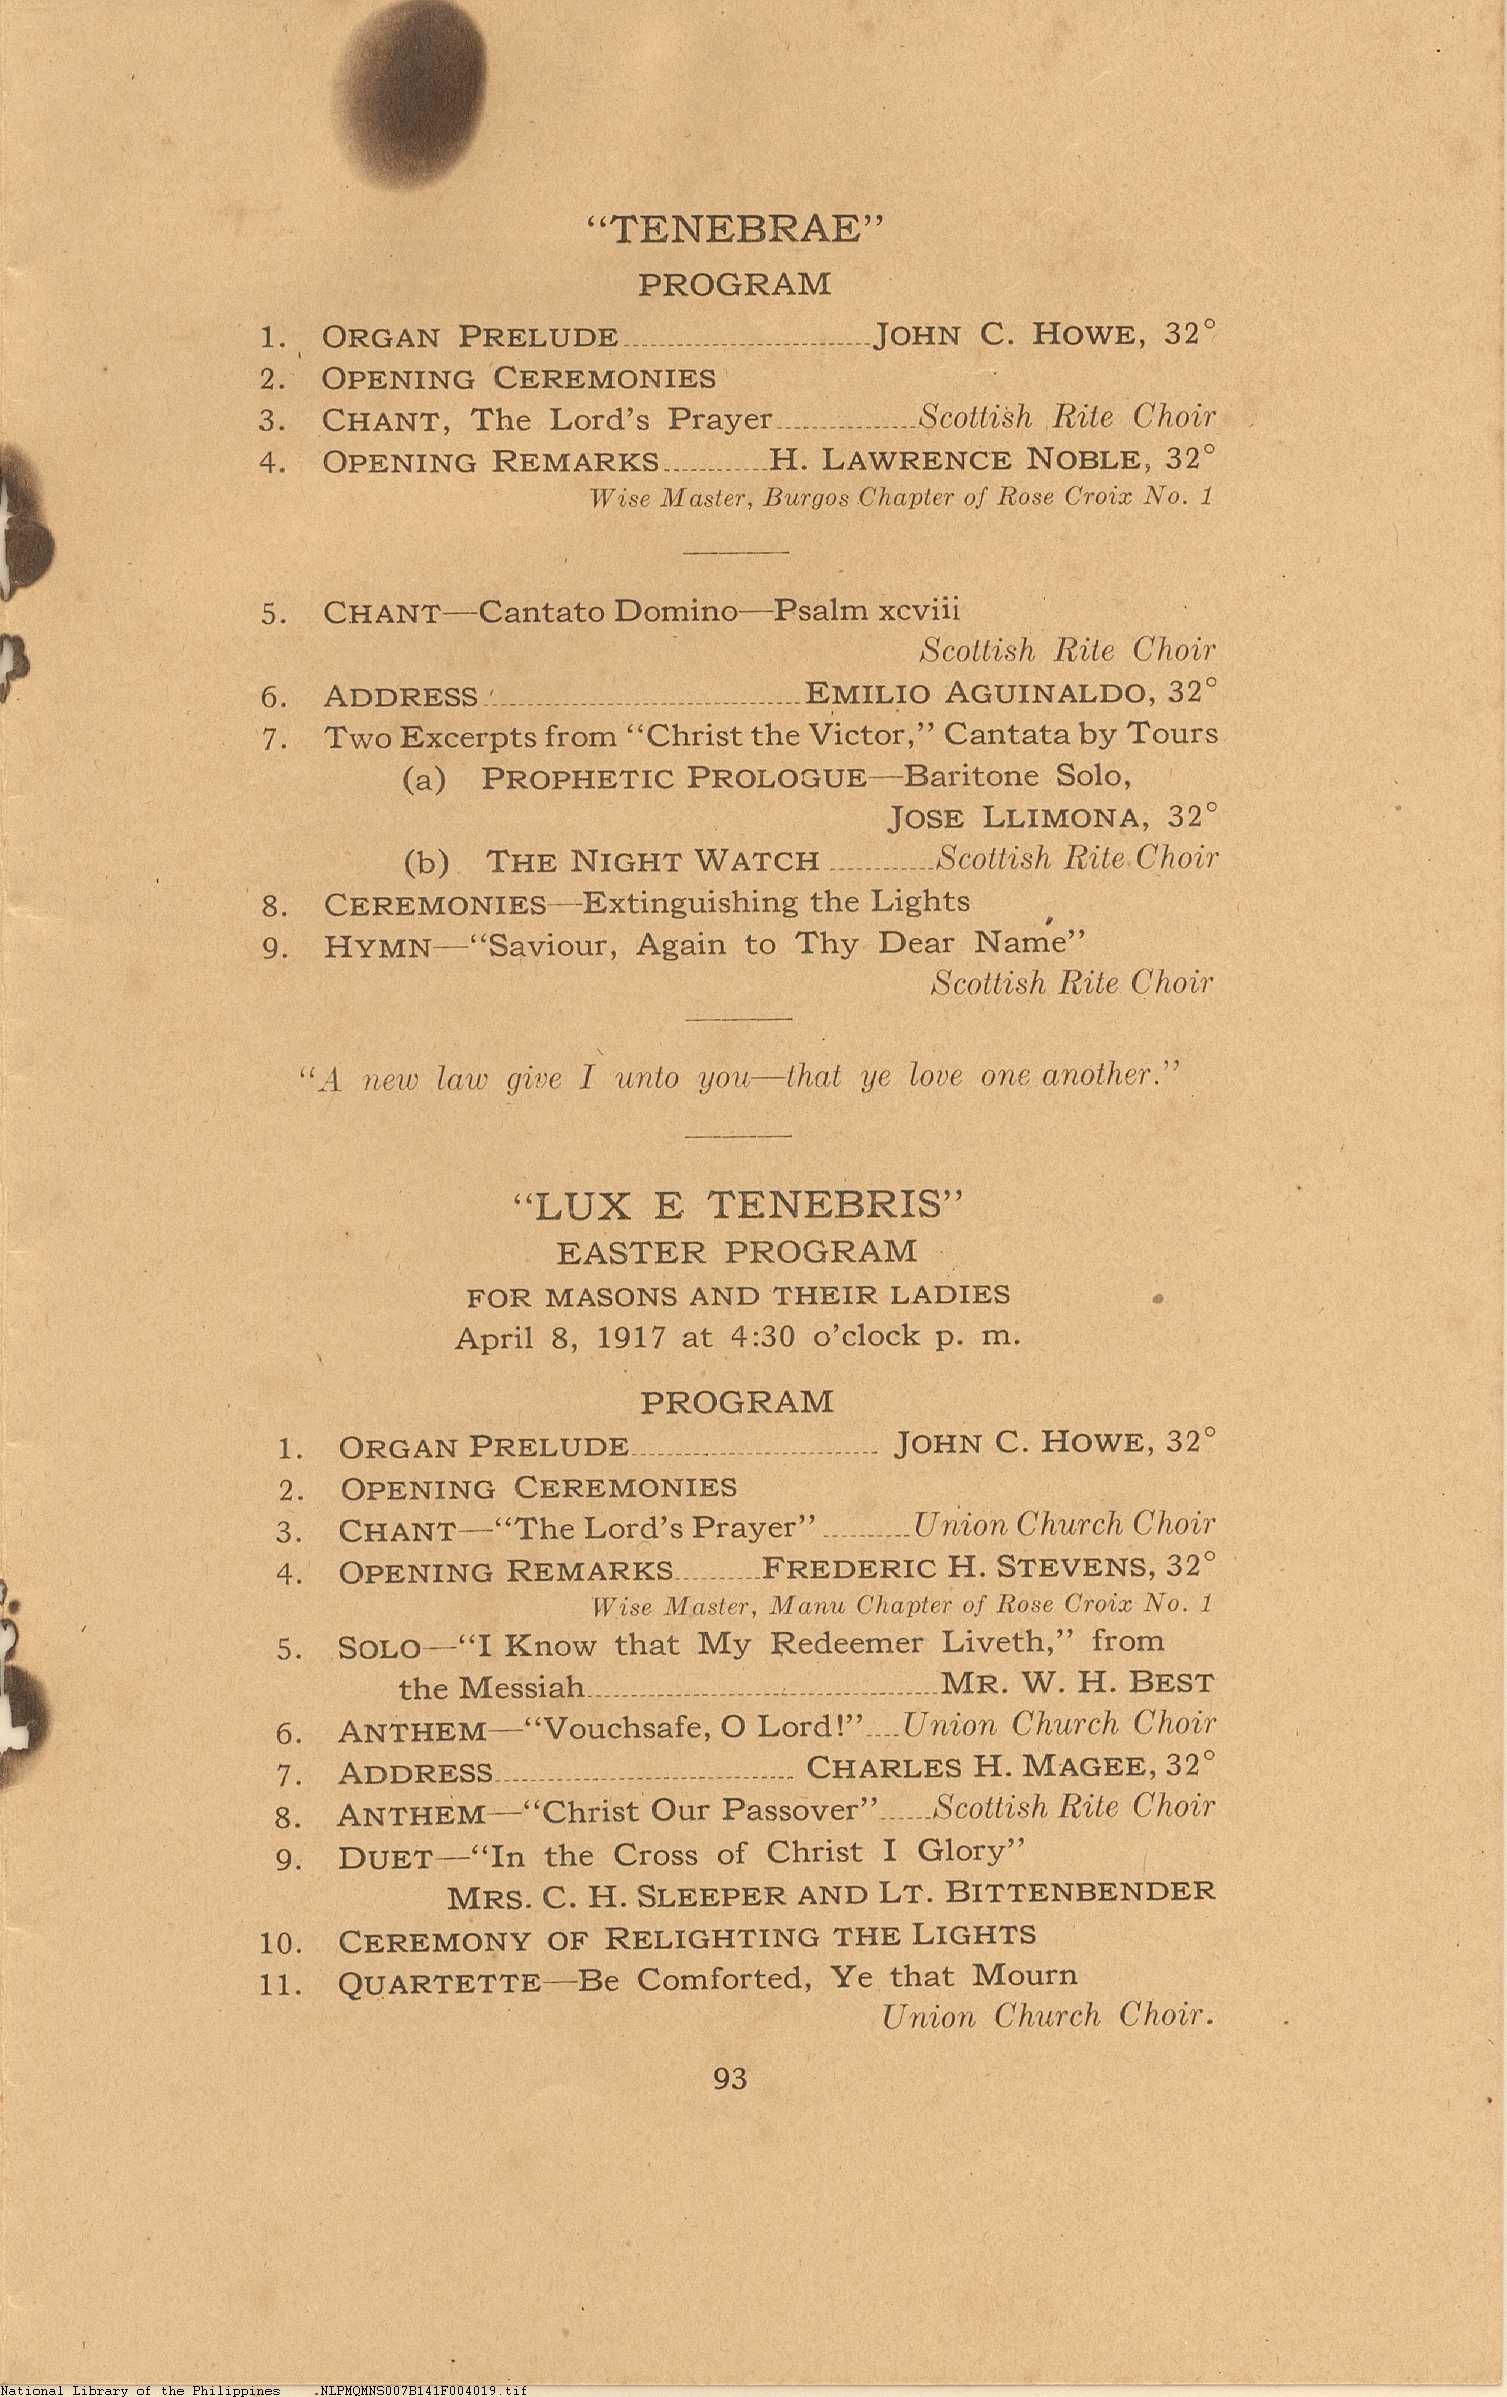 “TENEBRAE”
PROGRAM
1. ORGAN PRELUDE JOHN C. HOWE, 32°
2. OPENING CEREMONIES
3. CHANT, The Lord’s Prayer Scottish Rite Choir
4. OPENING REMARKS H. LAWRENCE NOBLE, 32°
Wise Master, Burgos Chapter of Rose Croix No. 1
5. CHANT—Cantato Domino—Psalm xcviii
Scottish Rite Choir
6. ADDRESS EMILIO AGUINALDO, 32°
7. Two Excerpts from “Christ the Victor,” Cantata by Tours
(a) PROPHETIC PROLOGUE—Baritone Solo,
JOSE LLIMONA, 32°
(b) THE NIGHT WATCH Scottish Rite Choir
8. CEREMONIES—Extinguishing the Lights
9. HYMN—“Saviour, Again to Thy Dear Name”
Scottish Rite Choir
“A new law give I unto you—that ye love one another.”
“LUX E TENEBRIS”
EASTER PROGRAM
FOR MASONS AND THEIR LADIES
April 8, 1917 at 4:30 o’clock p. m.
PROGRAM
1. ORGAN PRELUDE JOHN C. HOWE, 32°
2. OPENING CEREMONIES
3. CHANT—“The Lord’s Prayer” Union Church Choir
4. OPENING REMARKS FREDERIC H. STEVENS, 32°
Wise Master, Manu Chapter of Rose Croix No. 1
5. SOLO—“I Know that My Redeemer Liveth,” from
the Messiah MR. W. H. BEST
6. ANTHEM—“Vouchsafe, O Lord!” Union Church Choir
7. ADDRESS CHARLES H. MAGEE, 32°
8. ANTHEM—“Christ Our Passover” Scottish Rite Choir
9. DUET—“In the Cross of Christ I Glory”
MRS. C. H. SLEEPER AND LT. BITTENBENDER
10. CEREMONY OF RELIGHTING THE LIGHTS
11. QUARTETTE—Be Comforted, Ye that Mourn
Union Church Choir.
93
National Library of the Philippines .NLPMQMNS007B141F004019.tif